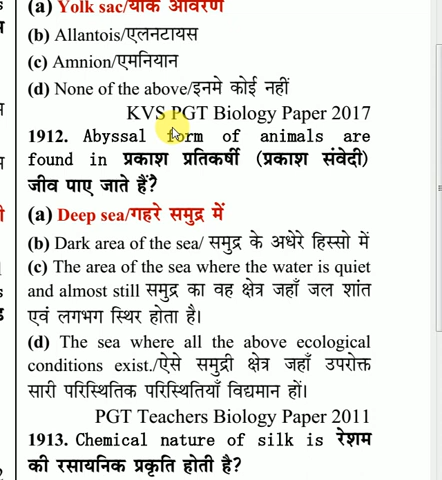 (a) Yolk sac/योक आवरण
(b) Allantois/एलनटायस
(c) Amnion/एमनियान
(d) None of the above/इनमे कोई नहीं
KVS PGT Biology Paper 2017
1912. Abyssal form of animals are
found in प्रकाश प्रतिकर्षी (प्रकाश संवेदी)
जीव पाए जाते हैं?
(a) Deep sea/गहरे समुद्र में
(b) Dark area of the sea/ समुद्र के अधेरे हिस्सो में
(c) The area of the sea where the water is quiet
and almost still समुद्र का वह क्षेत्र जहाँ जल शांत
एवं लगभग स्थिर होता है।
(d) The sea where all the above ecological
conditions exist./ऐसे समुद्री क्षेत्र जहाँ उपरोक्त
सारी परिस्थितिक परिस्थितियाँ विद्यमान हों।
PGT Teachers Biology Paper 2011
1913. Chemical nature of silk is रेशम
की रसायनिक प्रकृति होती है?